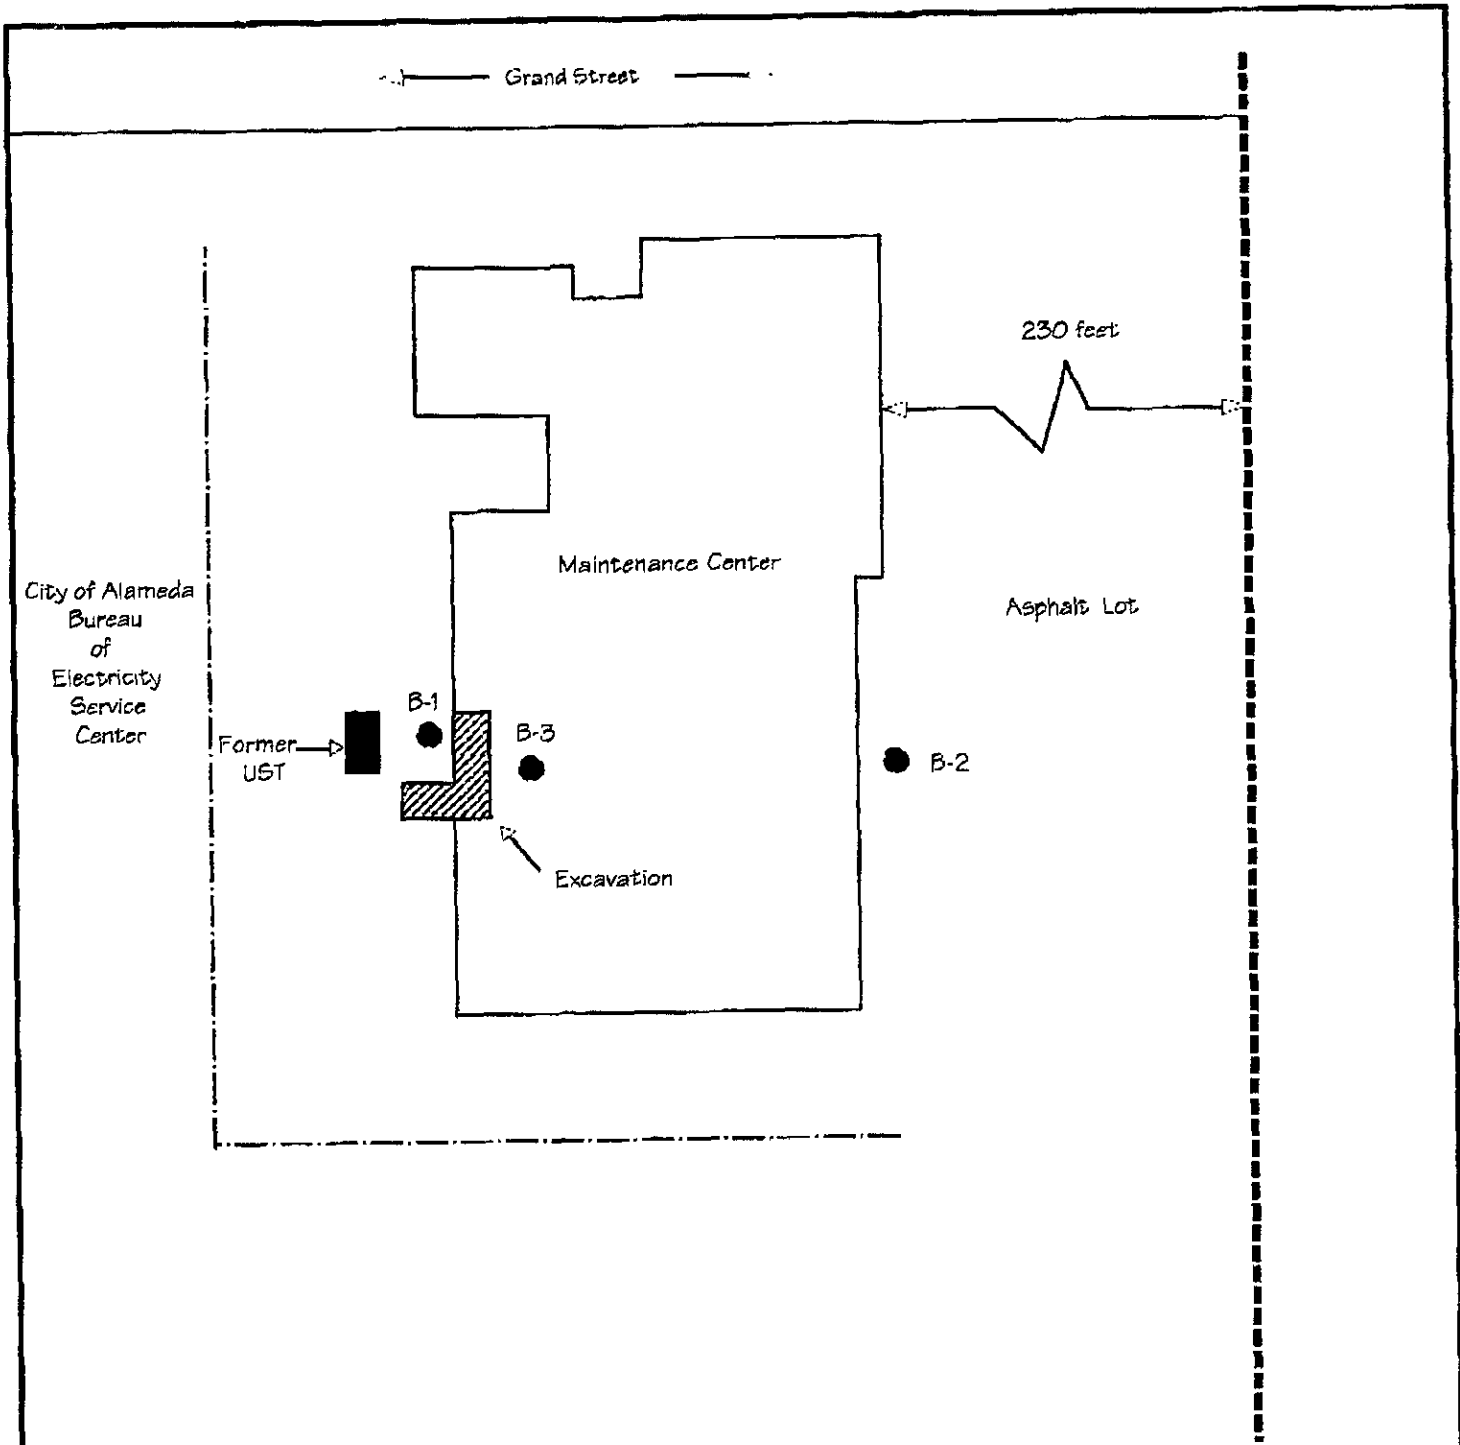 Grand Street
230 feet
Maintenance Center
Asphalt Lot
City of Alameda
Bureau
of
Electricity
Service
Center
B-1
B-3
B-2
Former
UST
Excavation